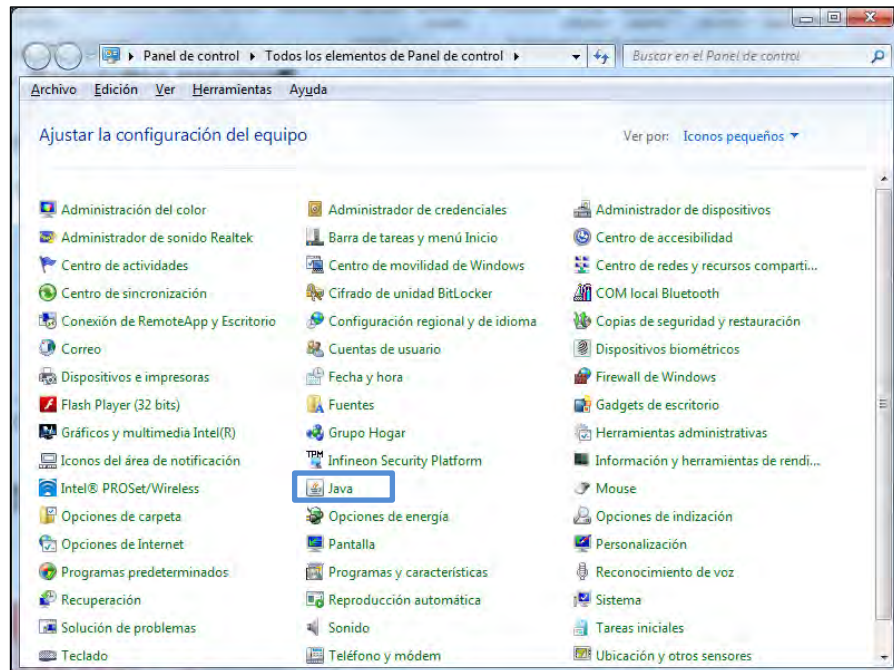 Panel de control Todos los elementos de Panel de control Buscar en el Panel de control
Archivo Edición Ver Herramientas Ayuda
Ajustar la configuración del equipo Ver por: Iconos pequeños
Administración del color Administrador de credenciales Administrador de dispositivos
Administrador de sonido Realtek Barra de tareas y menú Inicio Centro de accesibilidad
Centro de actividades Centro de movilidad de Windows Centro de redes y recursos comparti...
Centro de sincronización Cifrado de unidad BitLocker COM local Bluetooth
Conexión de RemoteApp y Escritorio Configuración regional y de idioma Copias de seguridad y restauración
Correo Cuentas de usuario Dispositivos biométricos
Dispositivos e impresoras Fecha y hora Firewall de Windows
Flash Player (32 bits) Fuentes Gadgets de escritorio
Gráficos y multimedia Intel(R) Grupo Hogar Herramientas administrativas
Iconos del área de notificación TPM Infineon Security Platform Información y herramientas de rendi...
Intel® PROSet/Wireless Java Mouse
Opciones de carpeta Opciones de energía Opciones de indización
Opciones de Internet Pantalla Personalización
Programas predeterminados Programas y características Reconocimiento de voz
Recuperación Reproducción automática Sistema
Solución de problemas Sonido Tareas iniciales
Teclado Teléfono y módem Ubicación y otros sensores